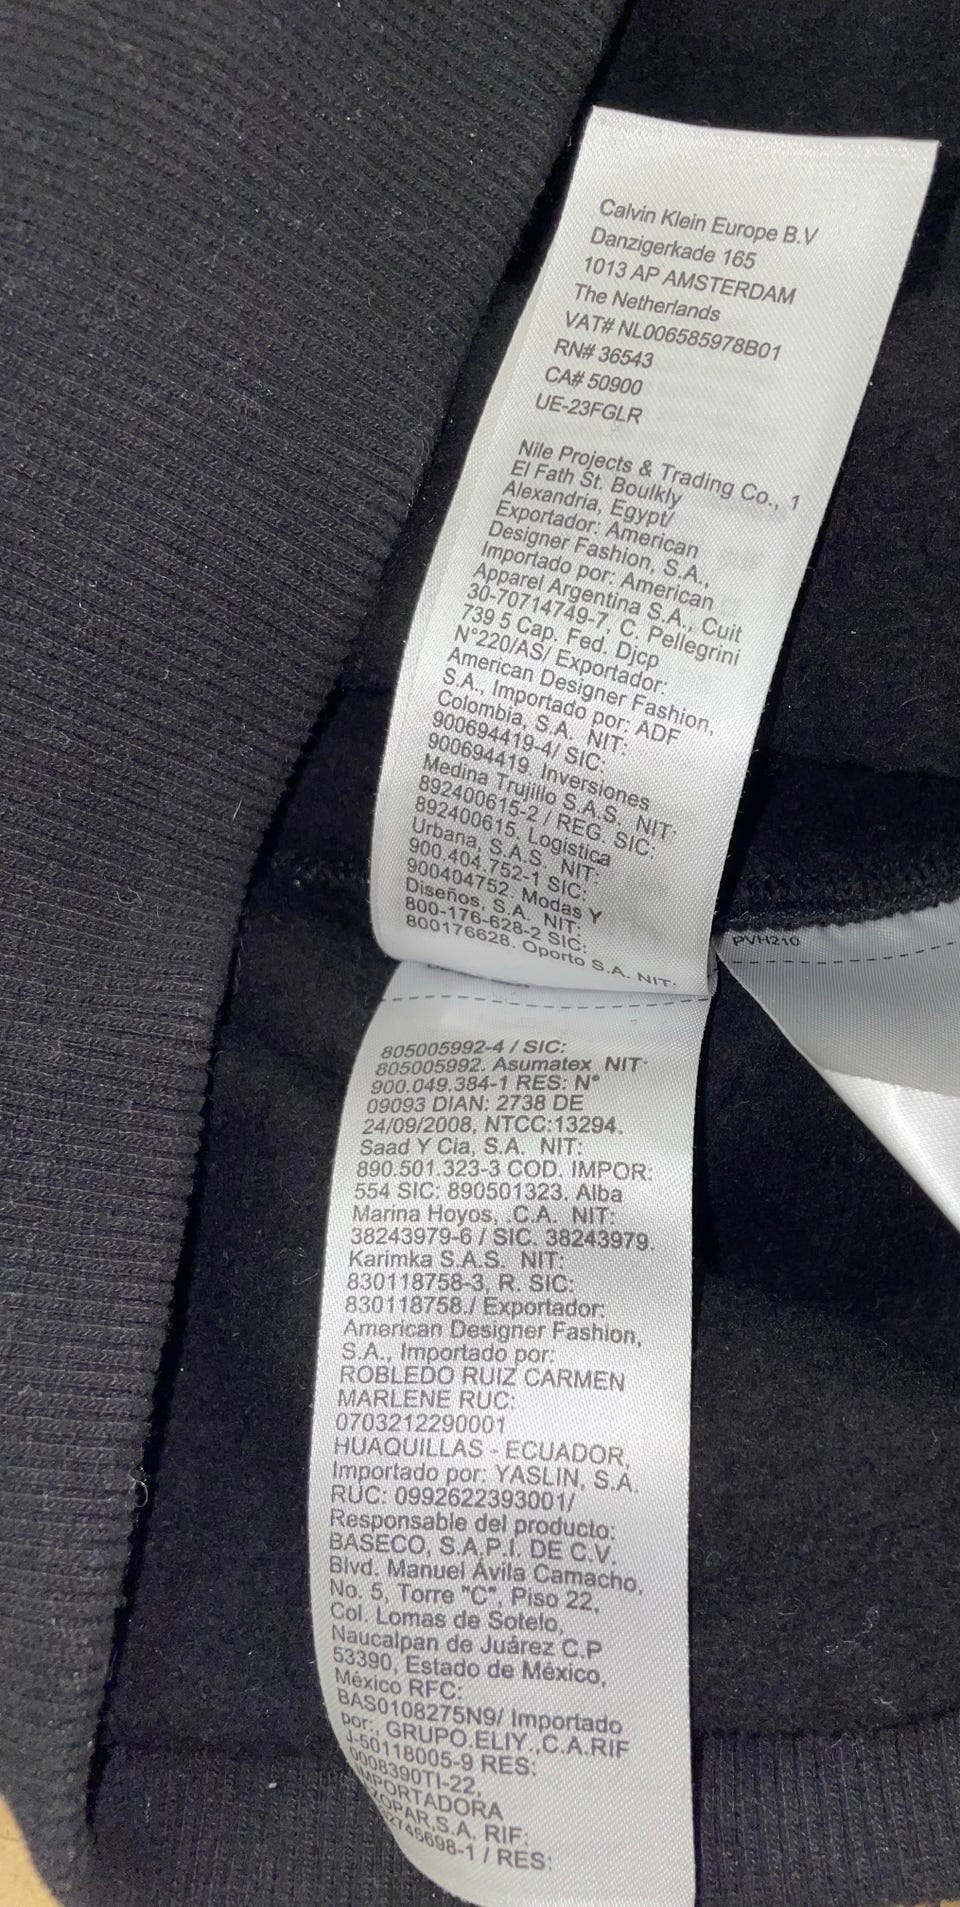 Calvin Klein Europe B.V
Danzigerkade 165
1013 AP AMSTERDAM
The Netherlands
VAT# NL006585978B01
RN# 36543
CA# 50900
UE-23FGLR
Nile Projects & Trading Co., 1
El Fath St. Boulkly
Alexandria, Egypt/
Exportador: American
Designer Fashion, S.A.,
Importado por: American
Apparel Argentina S.A., Cuit
30-70714749-7, C. Pellegrini
739 5 Cap. Fed. Djcp
N°220/AS/ Exportador:
American Designer Fashion,
S.A., Importado por: ADF
Colombia, S.A. NIT:
900694419-4/ SIC:
900694419. Inversiones
Medina Trujillo S.A.S. NIT:
892400615-2 / REG. SIC:
892400615. Logistica
Urbana, S.A.S. NIT:
900.404.752-1 SIC:
900404752. Modas Y
Diseños, S.A. NIT:
800-176-628-2 SIC:
800176628. Oporto S.A. NIT:
PVH210
805005992-4 / SIC:
805005992. Asumatex NIT:
900.049.384-1 RES: N°
09093 DIAN: 2738 DE
24/09/2008, NTCC:13294.
Saad Y Cia, S.A. NIT:
890.501.323-3 COD. IMPOR:
554 SIC: 890501323. Alba
Marina Hoyos, .C.A. NIT:
38243979-6 / SIC. 38243979.
Karimka S.A.S. NIT:
830118758-3, R. SIC:
830118758./ Exportador:
American Designer Fashion,
S.A., Importado por:
ROBLEDO RUIZ CARMEN
MARLENE RUC:
0703212290001
HUAQUILLAS - ECUADOR,
Importado por: YASLIN, S.A.
RUC: 0992622393001/
Responsable del producto:
BASECO, S.A.P.I. DE C.V.
Blvd. Manuel Ávila Camacho,
No. 5, Torre "C", Piso 22,
Col. Lomas de Sotelo,
Naucalpan de Juárez C.P
53390, Estado de México,
México RFC:
BAS0108275N9/ Importado
por:, GRUPO.ELIY.,C.A.RIF
J-50118005-9 RES:
0008390TI-22,
IMPORTADORA
S.A. RIF:
/ RES: